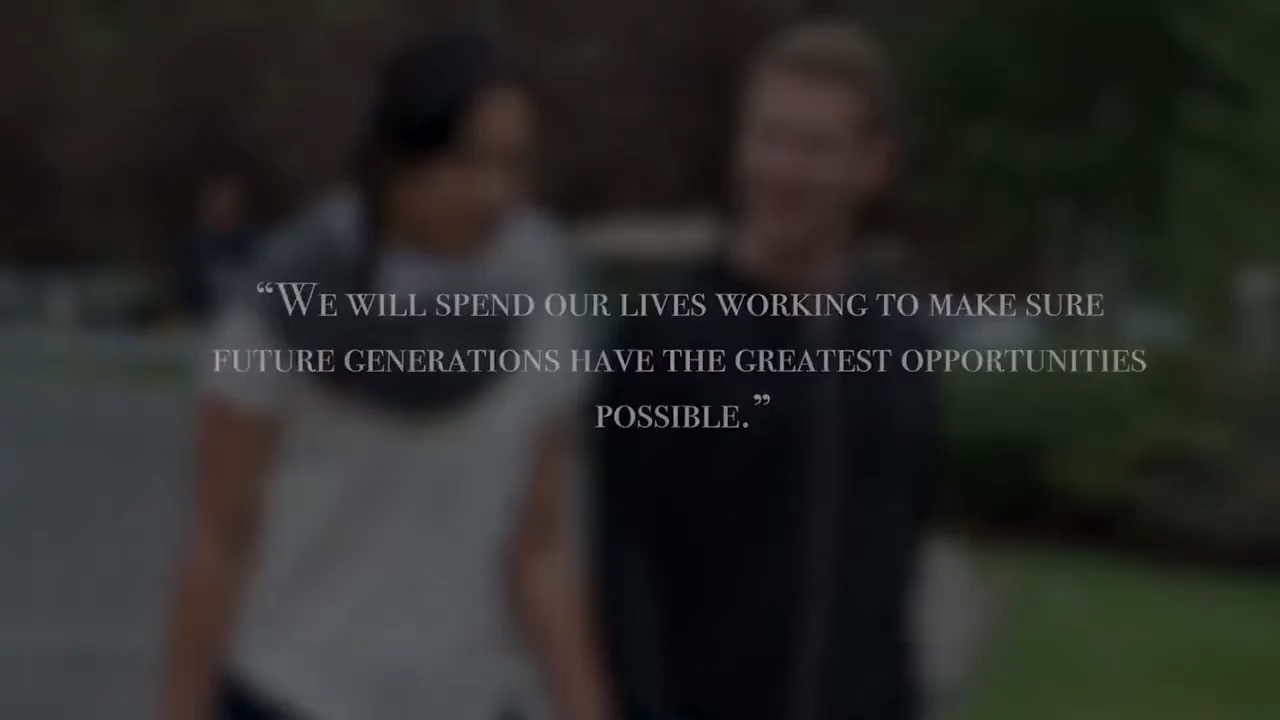 “We will spend our lives working to make sure
future generations have the greatest opportunities
possible.”